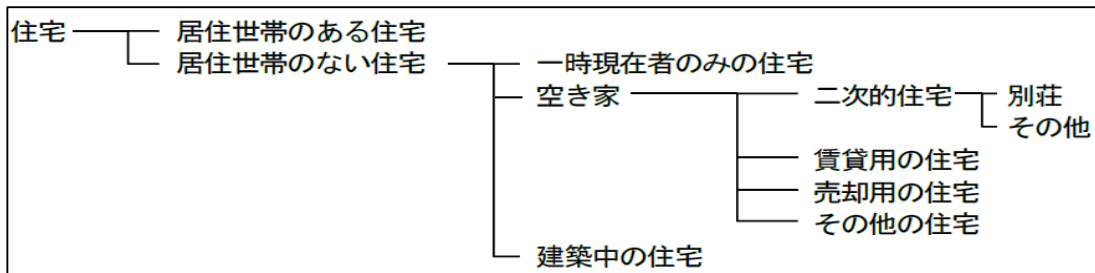 住宅 居住世帯のある住宅
居住世帯のない住宅 一時現在者のみの住宅
空き家 二次的住宅 別荘
その他
賃貸用の住宅
売却用の住宅
その他の住宅
建築中の住宅